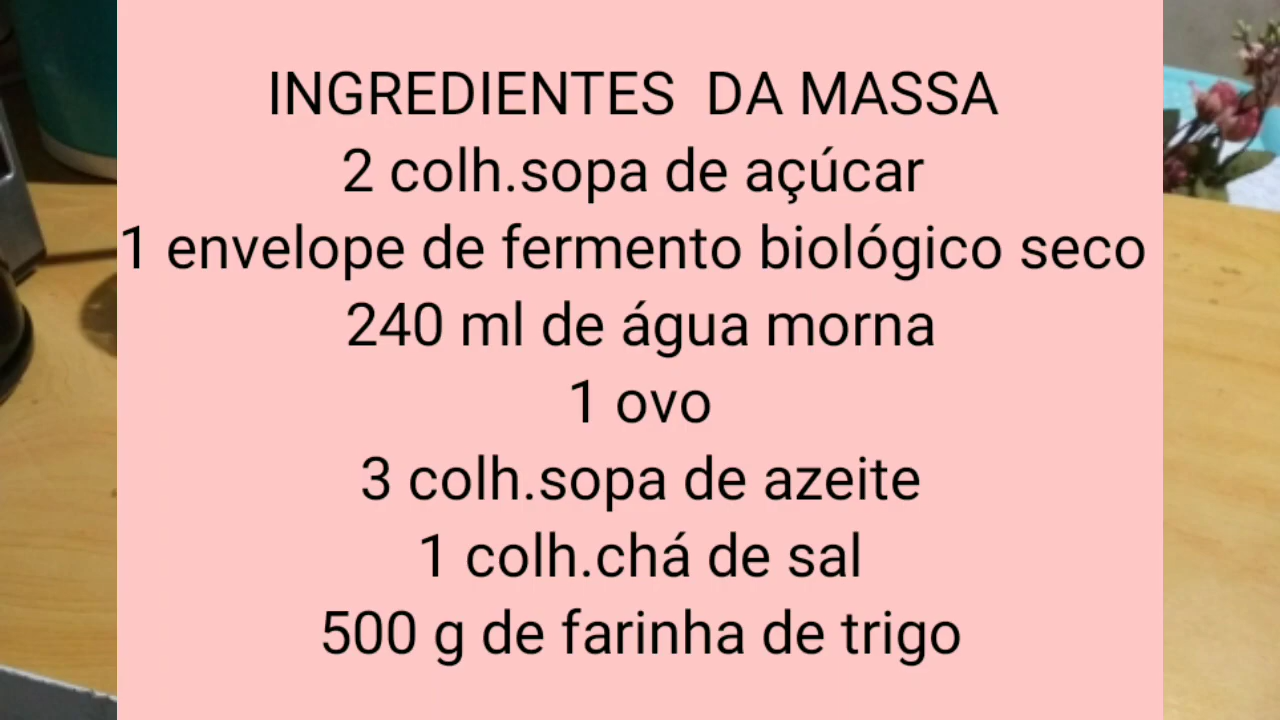 INGREDIENTES DA MASSA
2 colh.sopa de açúcar
1 envelope de fermento biológico seco
240 ml de água morna
1 ovo
3 colh.sopa de azeite
1 colh.chá de sal
500 g de farinha de trigo